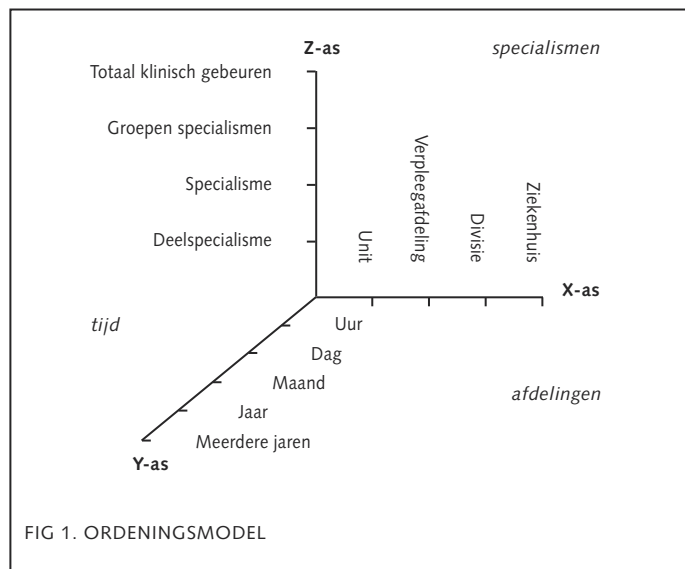 Z-as
specialismen
Totaal klinisch gebeuren
Groepen specialismen
Specialisme
Deelspecialisme
Unit
Verpleegafdeling
Divisie
Ziekenhuis
X-as
tijd
Uur
Dag
Maand
afdelingen
Jaar
Meerdere jaren
Y-as
FIG 1. ORDENINGSMODEL